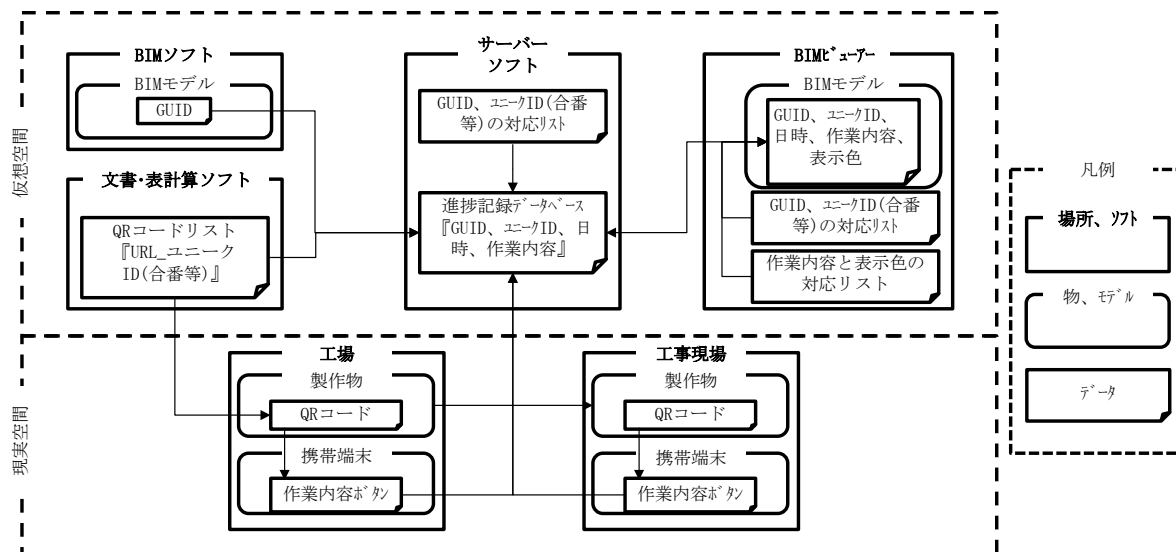 仮想空間
BIMソフト
BIMモデル
GUID
文書・表計算ソフト
QRコードリスト
『URL_ユニーク
ID(合番等)』
サーバー
ソフト
GUID、ﾕﾆｰｸID(合番
等)の対応リスト
進捗記録ﾃﾞｰﾀﾍﾞｰｽ
『GUID、ﾕﾆｰｸID、日
時、作業内容』
BIMﾋﾞｭｰｱｰ
BIMモデル
GUID、ﾕﾆｰｸID、
日時、作業内容、
表示色
GUID、ﾕﾆｰｸID(合番
等)の対応リスト
作業内容と表示色の
対応リスト
現実空間
工場
製作物
QRコード
携帯端末
作業内容ﾎﾞﾀﾝ
工事現場
製作物
QRコード
携帯端末
作業内容ﾎﾞﾀﾝ
凡例
場所、ｿﾌﾄ
物、ﾓﾃﾞﾙ
ﾃﾞｰﾀ